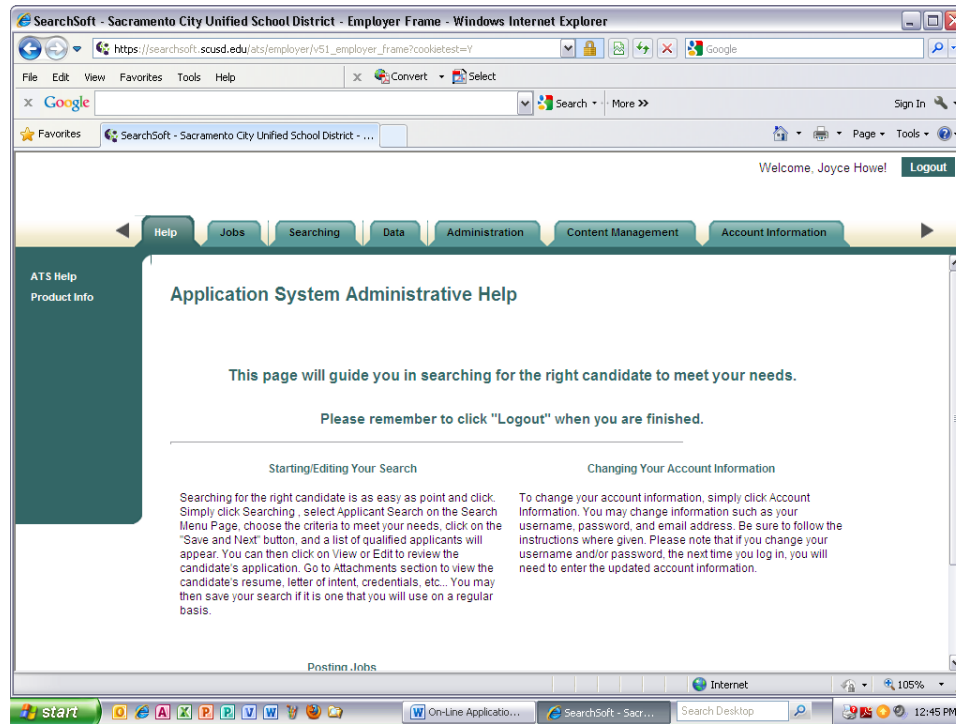 SearchSoft - Sacramento City Unified School District - Employer Frame - Windows Internet Explorer
https://searchsoft.scusd.edu/ats/employer/v51_employer_frame?cookietest=Y
Google
File Edit View Favorites Tools Help x Convert Select
x Google Search More >> Sign In
Favorites SearchSoft - Sacramento City Unified School District - ... Page Tools
Welcome, Joyce Howe! Logout
Help Jobs Searching Data Administration Content Management Account Information
ATS Help
Product Info
Application System Administrative Help
This page will guide you in searching for the right candidate to meet your needs.
Please remember to click "Logout" when you are finished.
Starting/Editing Your Search
Searching for the right candidate is as easy as point and click.
Simply click Searching , select Applicant Search on the Search
Menu Page, choose the criteria to meet your needs, click on the
"Save and Next" button, and a list of qualified applicants will
appear. You can then click on View or Edit to review the
candidate's application. Go to Attachments section to view the
candidate's resume, letter of intent, credentials, etc... You may
then save your search if it is one that you will use on a regular
basis.
Changing Your Account Information
To change your account information, simply click Account
Information. You may change information such as your
username, password, and email address. Be sure to follow the
instructions where given. Please note that if you change your
username and/or password, the next time you log in, you will
need to enter the updated account information.
Posting Jobs
Internet 105%
start On-Line Applicatio... SearchSoft - Sacr... Search Desktop 12:45 PM